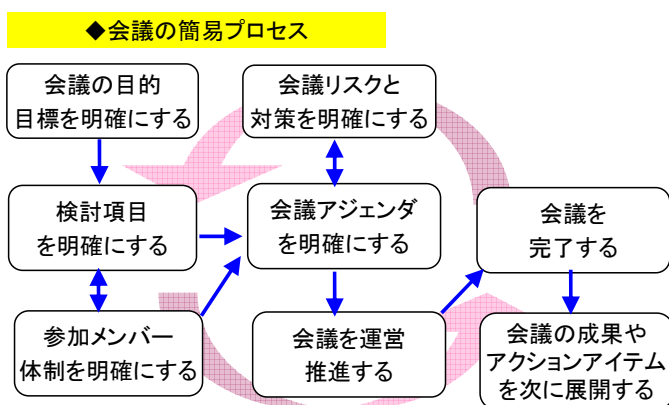 ◆会議の簡易プロセス
会議の目的
目標を明確にする
会議リスクと
対策を明確にする
検討項目
を明確にする
会議アジェンダ
を明確にする
会議を
完了する
参加メンバー
体制を明確にする
会議を運営
推進する
会議の成果や
アクションアイテム
を次に展開する